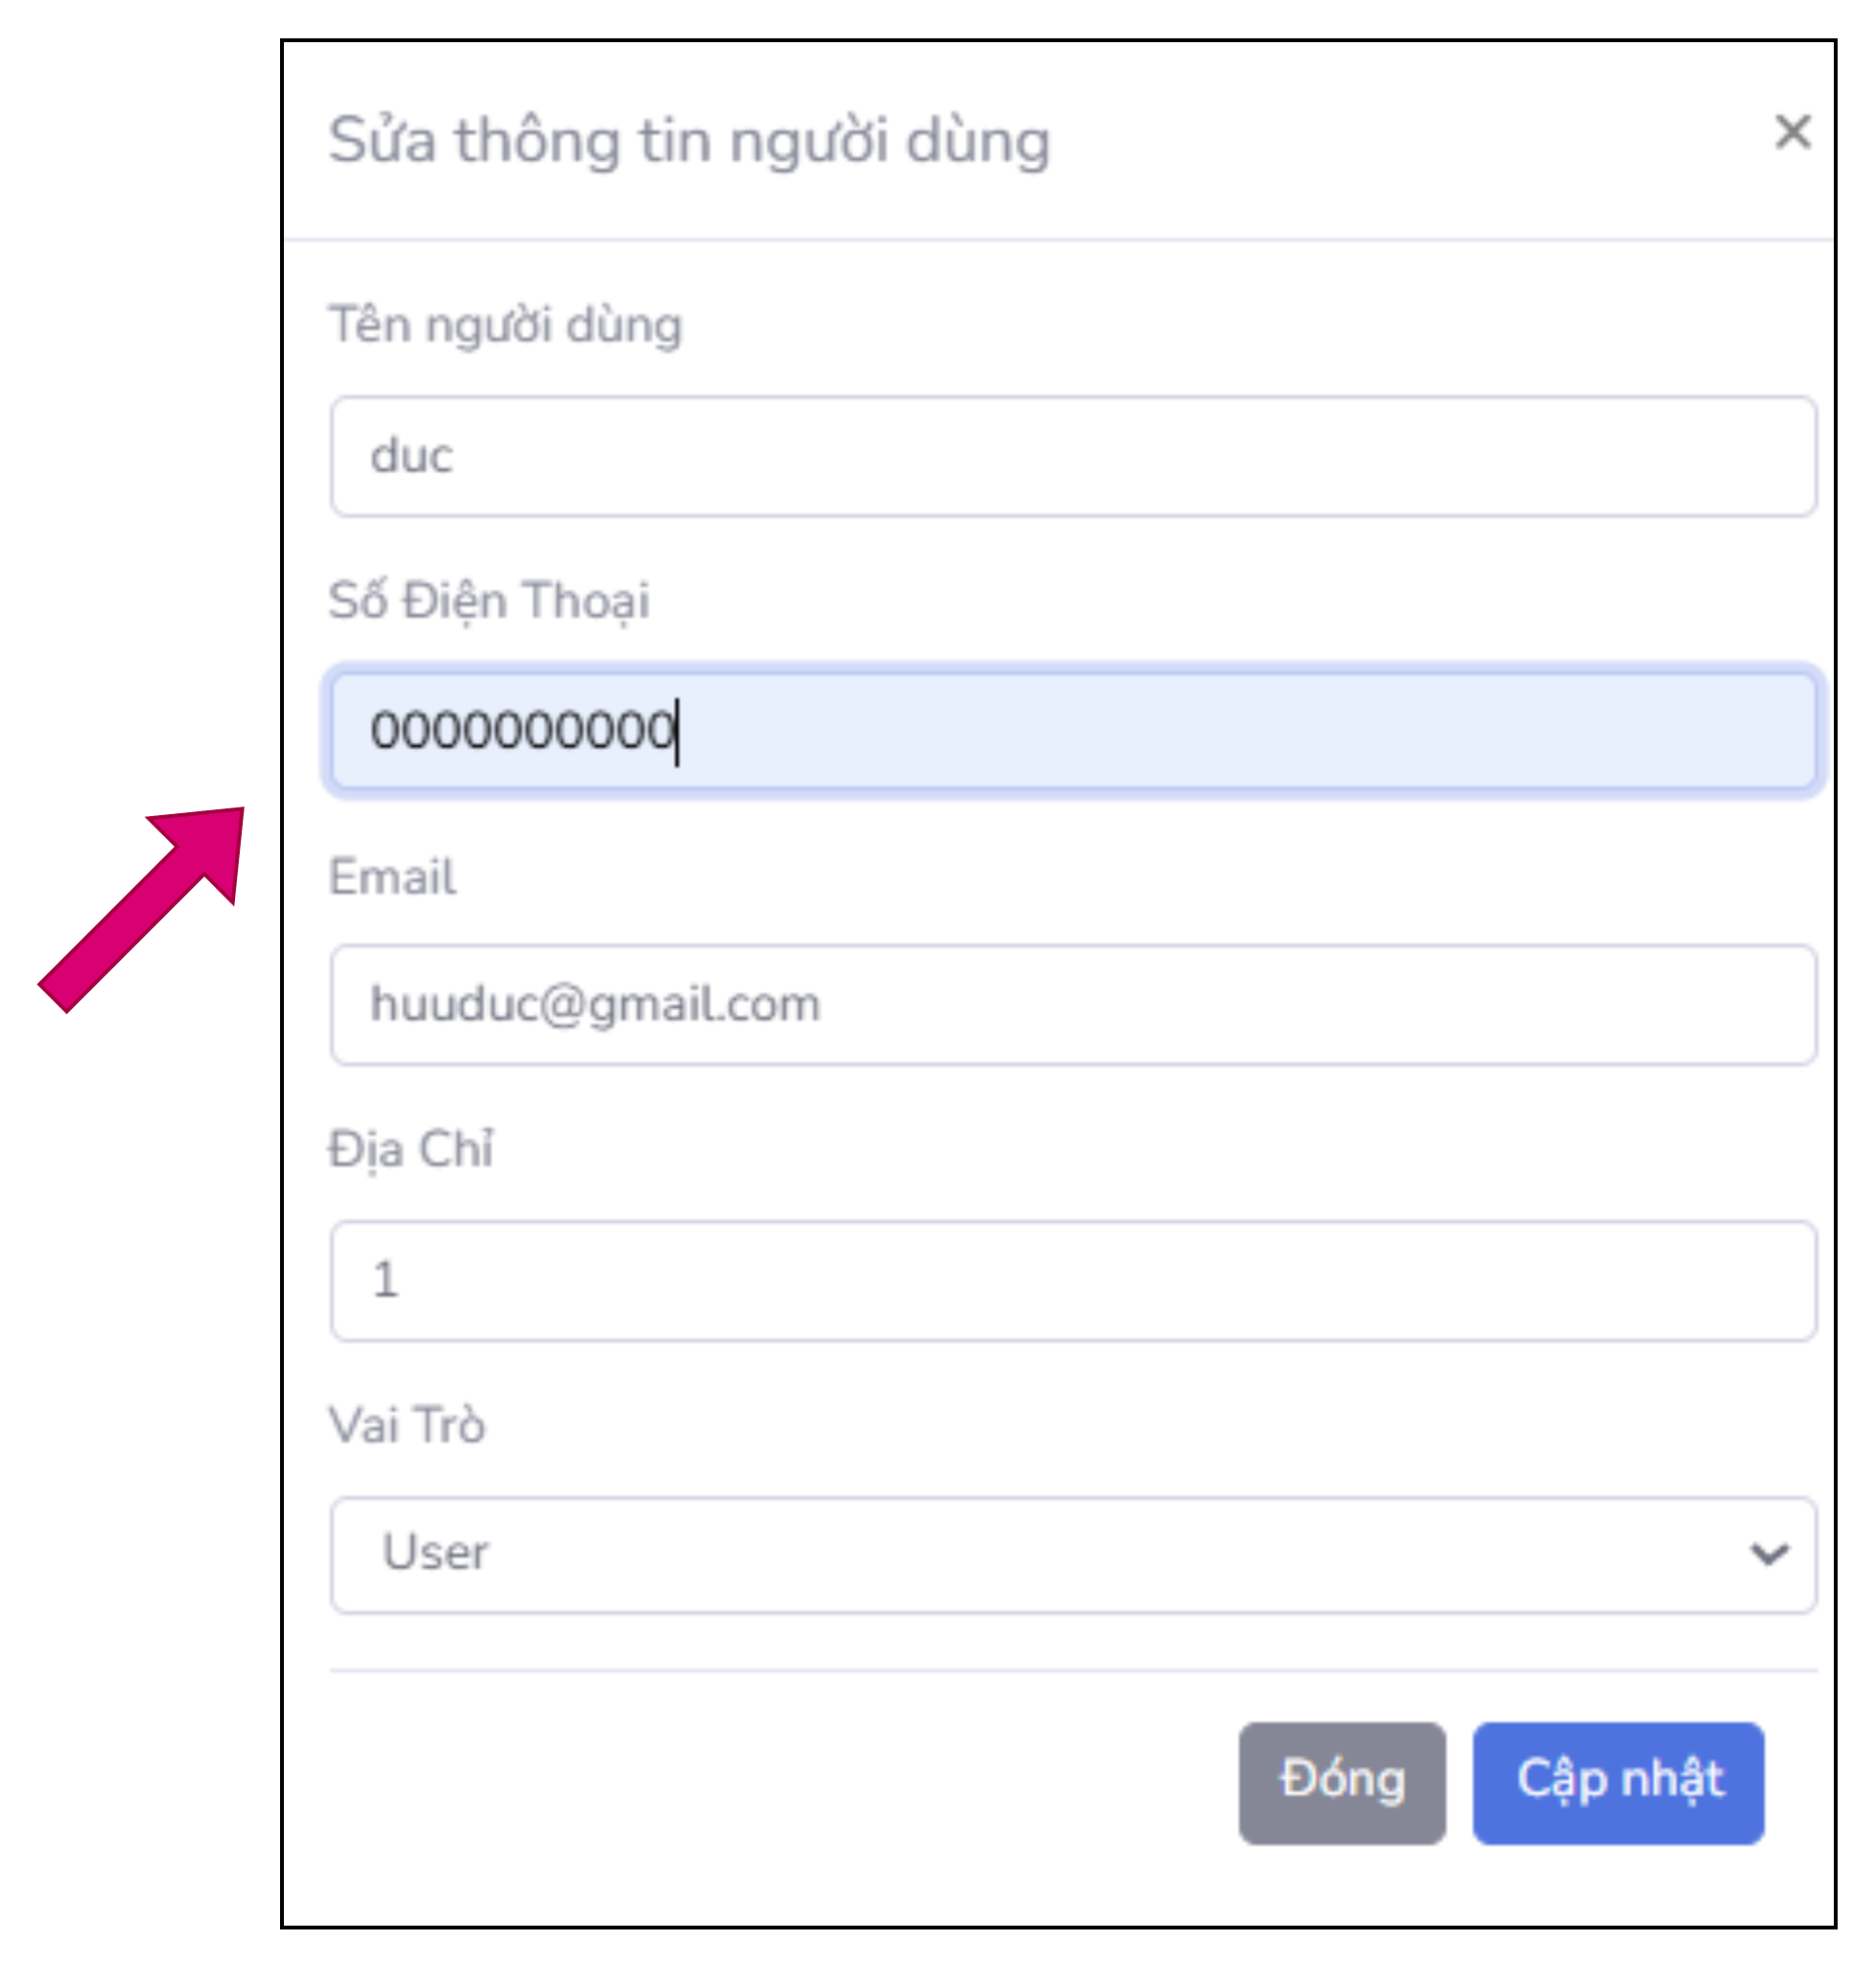 Sửa thông tin người dùng ×
Tên người dùng
duc
Số Điện Thoại
0000000000
Email
huuduc@gmail.com
Địa Chỉ
1
Vai Trò
User
Đóng Cập nhật